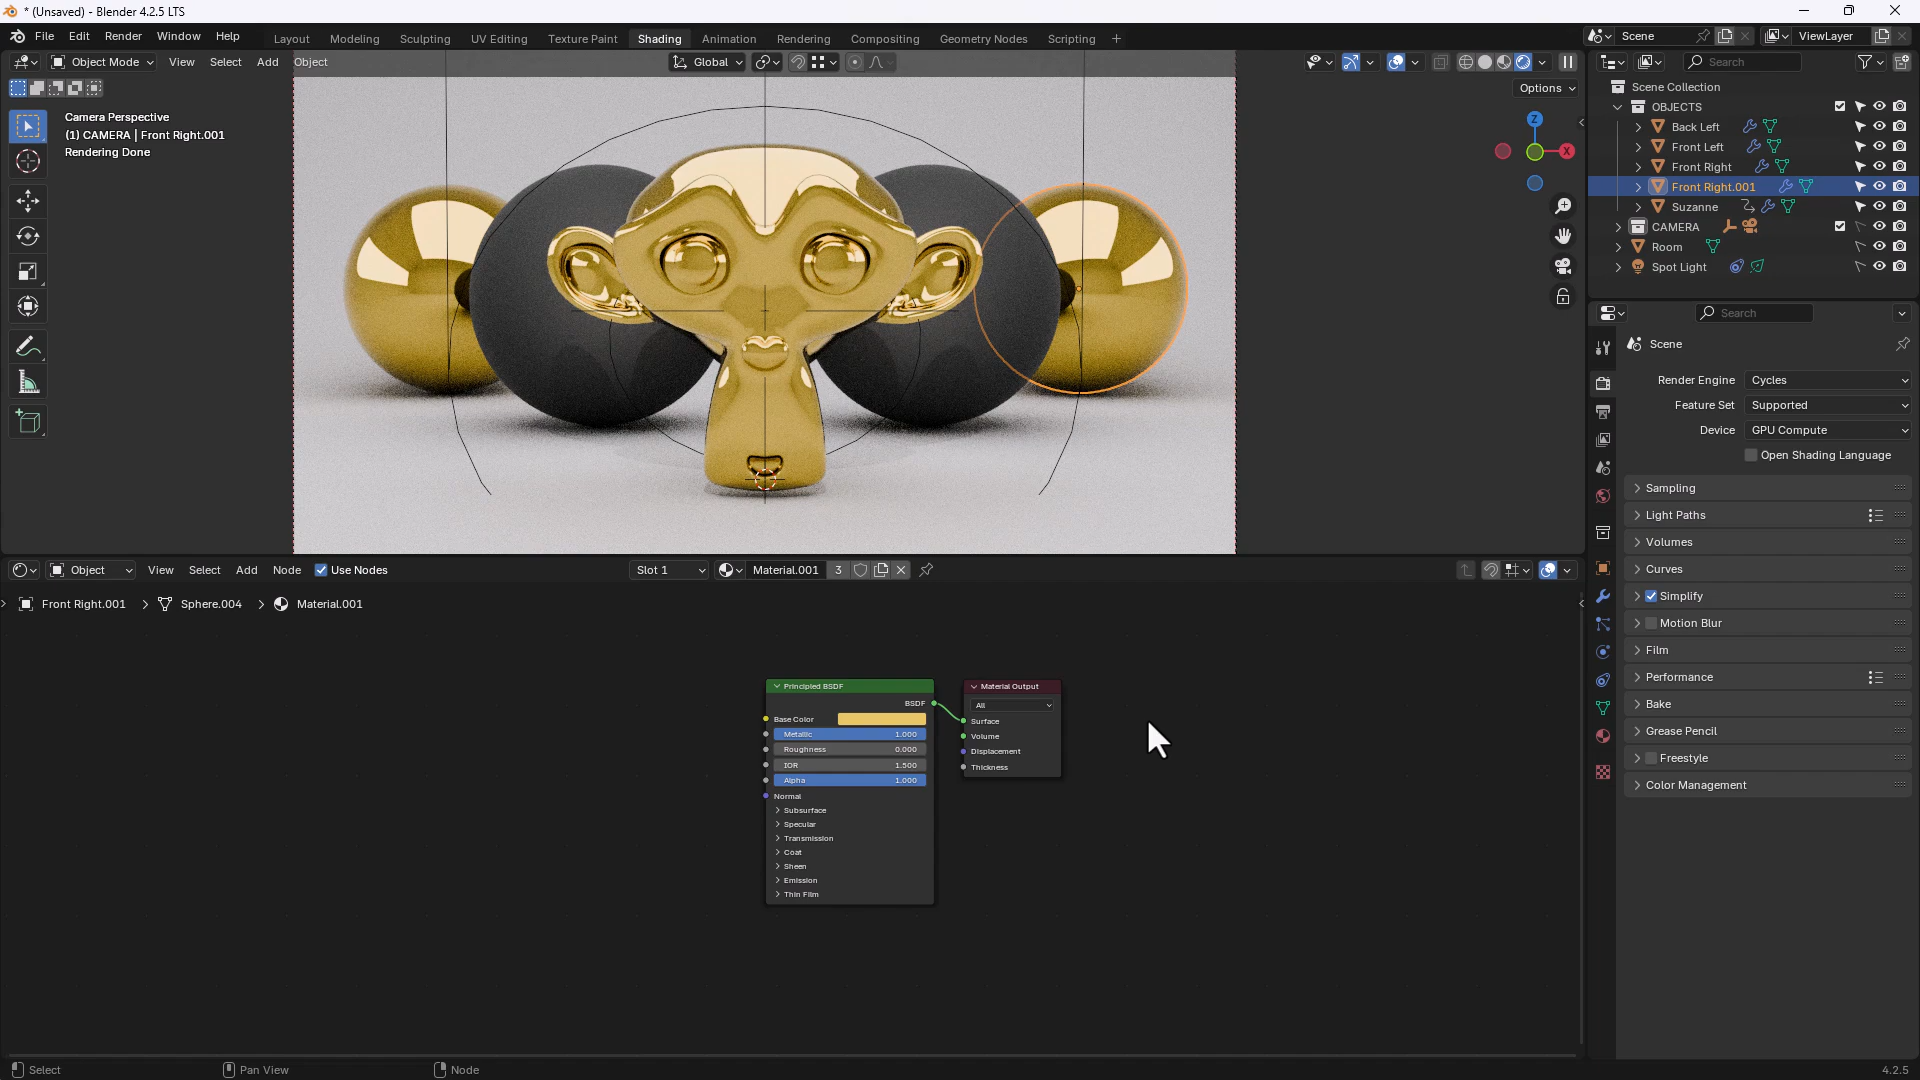 * (Unsaved) - Blender 4.2.5 LTS
File Edit Render Window Help Layout Modeling Sculpting UV Editing Texture Paint Shading Animation Rendering Compositing Geometry Nodes Scripting + Scene ViewLayer
Object Mode View Select Add Object Global Search
Options
Camera Perspective
(1) CAMERA | Front Right.001
Rendering Done
Z
X
Scene Collection
OBJECTS
Back Left
Front Left
Front Right
Front Right.001
Suzanne
CAMERA
Room
Spot Light
Search
Scene
Render Engine Cycles
Feature Set Supported
Device GPU Compute
Open Shading Language
Sampling
Light Paths
Volumes
Curves
Simplify
Motion Blur
Film
Performance
Bake
Grease Pencil
Freestyle
Color Management
Object View Select Add Node Use Nodes Slot 1 Material.001 3
Front Right.001 Sphere.004 Material.001
Principled BSDF
BSDF
Base Color
Metallic 1.000
Roughness 0.000
IOR 1.500
Alpha 1.000
Normal
Subsurface
Specular
Transmission
Coat
Sheen
Emission
Thin Film
Material Output
All
Surface
Volume
Displacement
Thickness
Select Pan View Node 4.2.5